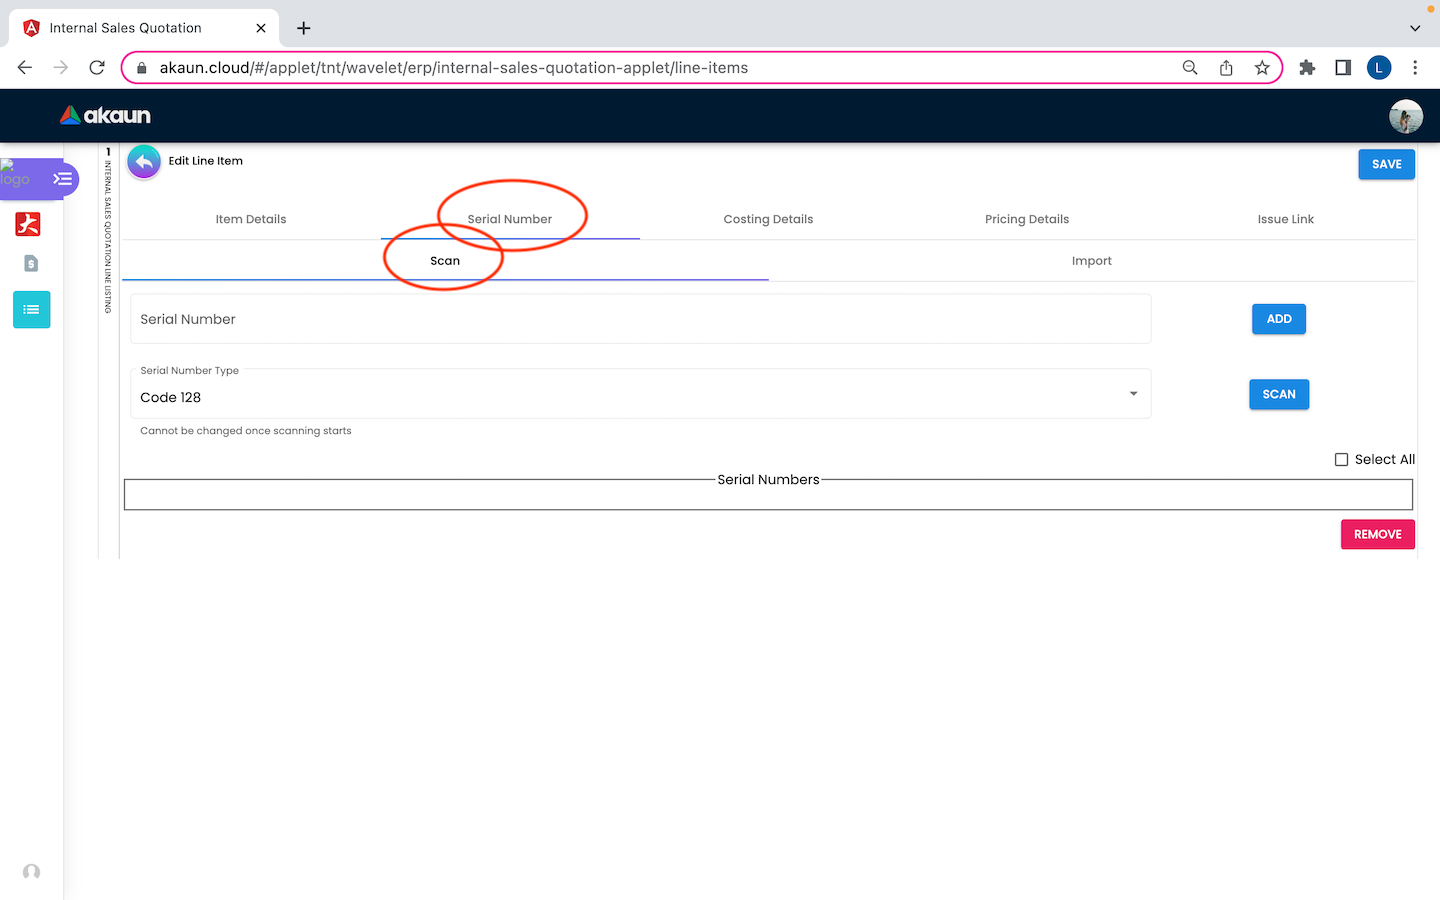 Internal Sales Quotation
akaun.cloud/#/applet/tnt/wavelet/erp/internal-sales-quotation-applet/line-items
L
akaun
logo
1
INTERNAL SALES QUOTATION LINE LISTING
Edit Line Item
SAVE
Item Details
Serial Number
Costing Details
Pricing Details
Issue Link
Scan
Import
Serial Number
ADD
Serial Number Type
Code 128
SCAN
Cannot be changed once scanning starts
Select All
Serial Numbers
REMOVE